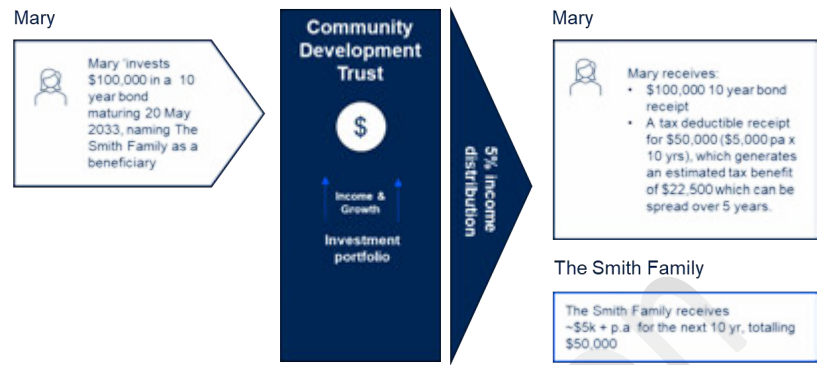 Mary
Mary 'invests
$100,000 in a 10
year bond
maturing 20 May
2033, naming The
Smith Family as a
beneficiary
Community
Development
Trust
$
Income &
Growth
Investment
portfolio
5% income
distribution
Mary
Mary receives:
• $100,000 10 year bond
receipt
• A tax deductible receipt
for $50,000 ($5,000 pa x
10 yrs), which generates
an estimated tax benefit
of $22,500 which can be
spread over 5 years.
The Smith Family
The Smith Family receives
~$5k + p.a for the next 10 yr, totalling
$50,000